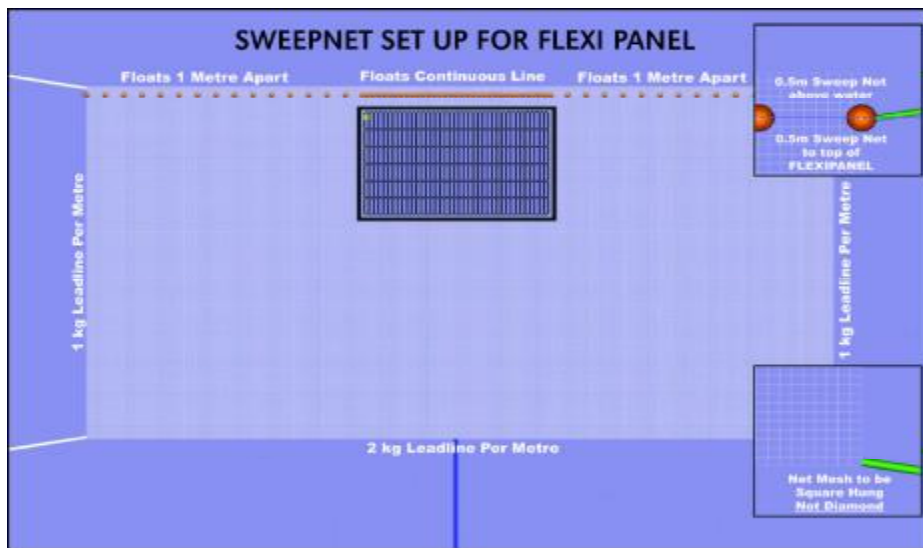 SWEEPNET SET UP FOR FLEXI PANEL
Floats 1 Metre Apart
Floats Continuous Line
Floats 1 Metre Apart
0.5m Sweep Net
above water
0.5m Sweep Net
to top of
FLEXIPANEL
1 kg Leadline Per Metre
1 kg Leadline Per Metre
2 kg Leadline Per Metre
Net Mesh to be
Square Hung
Not Diamond